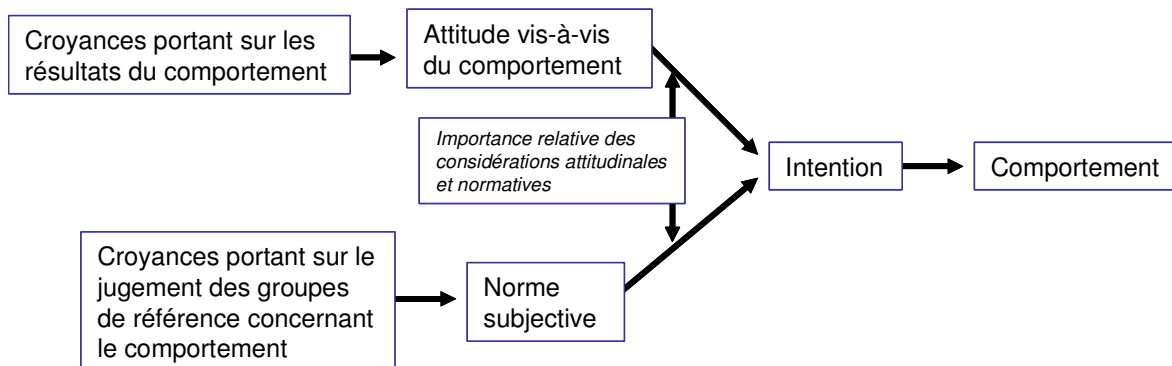 Croyances portant sur les
résultats du comportement
Attitude vis-à-vis
du comportement
Importance relative des
considérations attitudinales
et normatives
Intention
Comportement
Croyances portant sur le
jugement des groupes
de référence concernant
le comportement
Norme
subjective